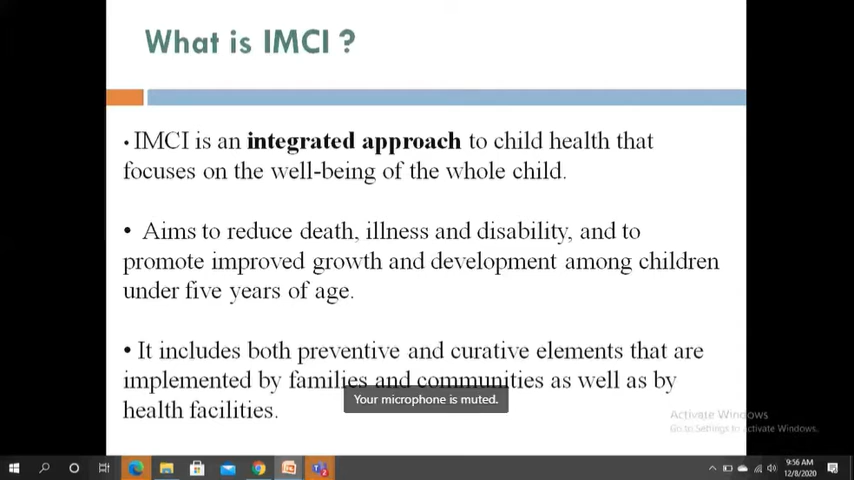 What is IMCI ?
• IMCI is an integrated approach to child health that
focuses on the well-being of the whole child.
• Aims to reduce death, illness and disability, and to
promote improved growth and development among children
under five years of age.
• It includes both preventive and curative elements that are
implemented by families and communities as well as by
health facilities.
Your microphone is muted.
Activate Windows
Go to Settings to Activate Windows.
9:56 AM
12/8/2020